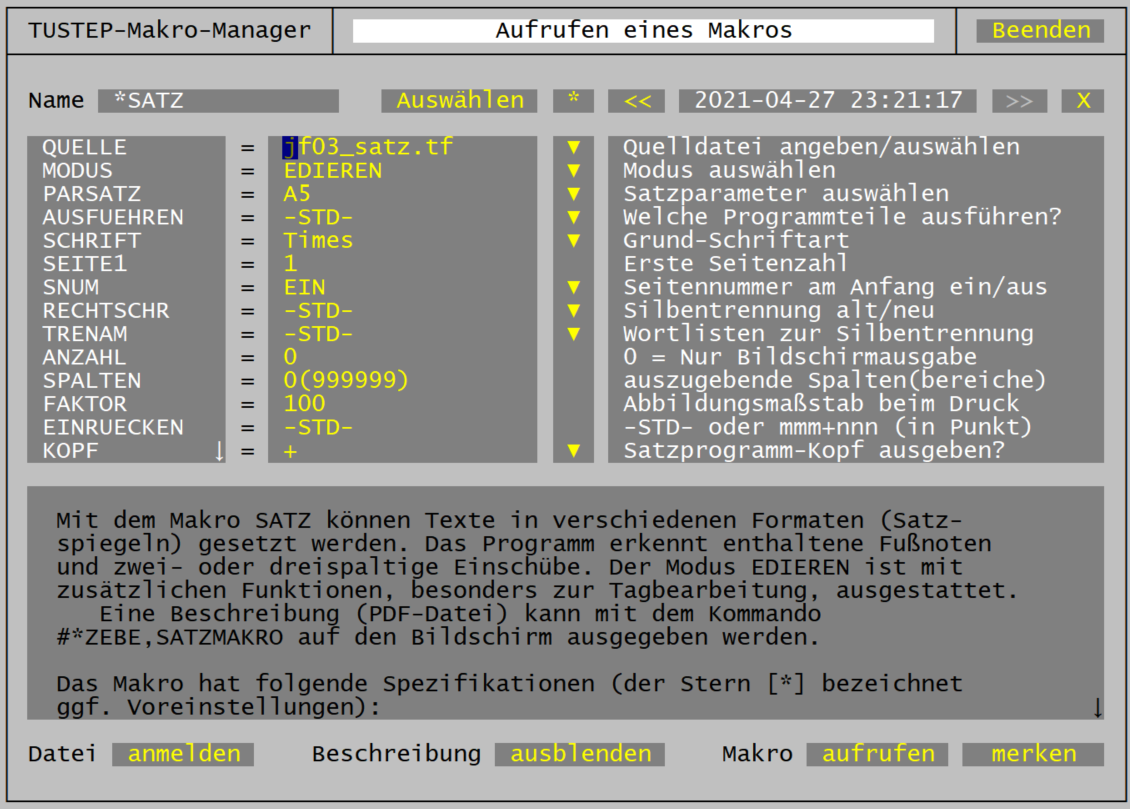 TUSTEP-Makro-Manager Aufrufen eines Makros Beenden
Name *SATZ Auswählen * << 2021-04-27 23:21:17 >> X
QUELLE = jf03_satz.tf ▼ Quelldatei angeben/auswählen
MODUS = EDIEREN ▼ Modus auswählen
PARSATZ = A5 ▼ Satzparameter auswählen
AUSFUEHREN = -STD- ▼ Welche Programmteile ausführen?
SCHRIFT = Times ▼ Grund-Schriftart
SEITE1 = 1 Erste Seitenzahl
SNUM = EIN ▼ Seitennummer am Anfang ein/aus
RECHTSCHR = -STD- ▼ Silbentrennung alt/neu
TRENAM = -STD- ▼ Wortlisten zur Silbentrennung
ANZAHL = 0 0 = Nur Bildschirmausgabe
SPALTEN = 0(999999) auszugebende Spalten(bereiche)
FAKTOR = 100 Abbildungsmaßstab beim Druck
EINRUECKEN = -STD- -STD- oder mmm+nnn (in Punkt)
KOPF ↓ = + ▼ Satzprogramm-Kopf ausgeben?
Mit dem Makro SATZ können Texte in verschiedenen Formaten (Satz-
spiegeln) gesetzt werden. Das Programm erkennt enthaltene Fußnoten
und zwei- oder dreispaltige Einschübe. Der Modus EDIEREN ist mit
zusätzlichen Funktionen, besonders zur Tagbearbeitung, ausgestattet.
Eine Beschreibung (PDF-Datei) kann mit dem Kommando
#*ZEBE,SATZMAKRO auf den Bildschirm ausgegeben werden.
Das Makro hat folgende Spezifikationen (der Stern [*] bezeichnet
ggf. Voreinstellungen): ↓
Datei anmelden Beschreibung ausblenden Makro aufrufen merken